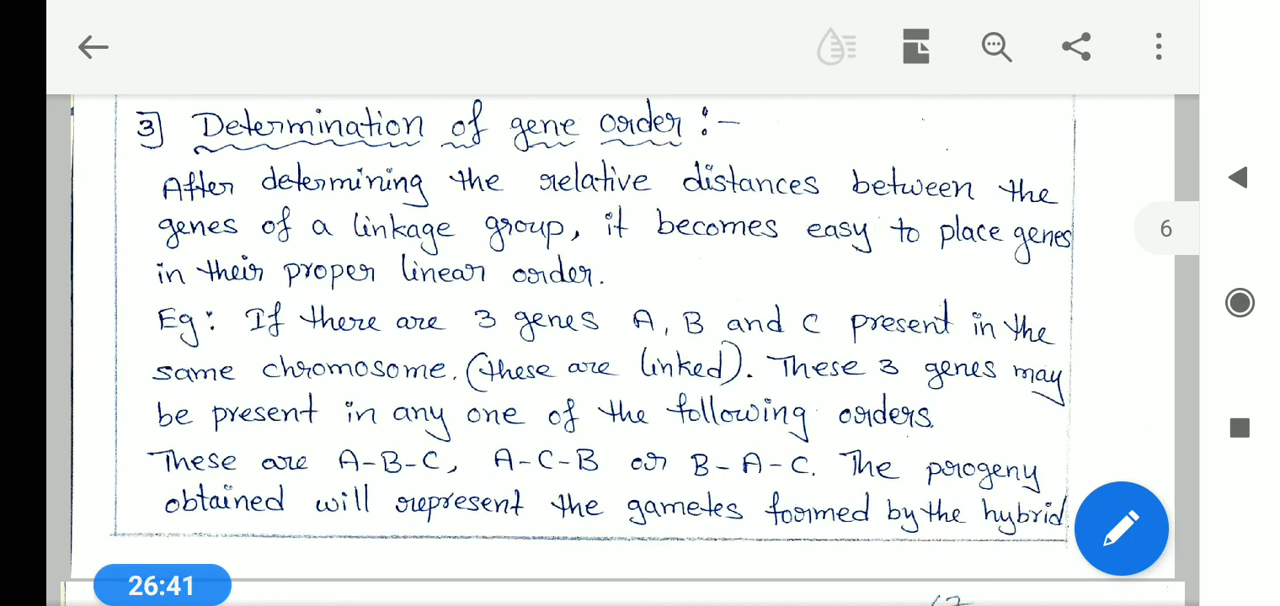 3] Determination of gene order :-
After determining the relative distances between the
genes of a linkage group, it becomes easy to place genes
in their proper linear order.
6
Eg: If there are 3 genes A, B and C present in the
same chromosome. (these are linked). These 3 genes may
be present in any one of the following orders.
These are A-B-C, A-C-B or B-A-C. The progeny
obtained will represent the gametes formed by the hybrid.
26:41